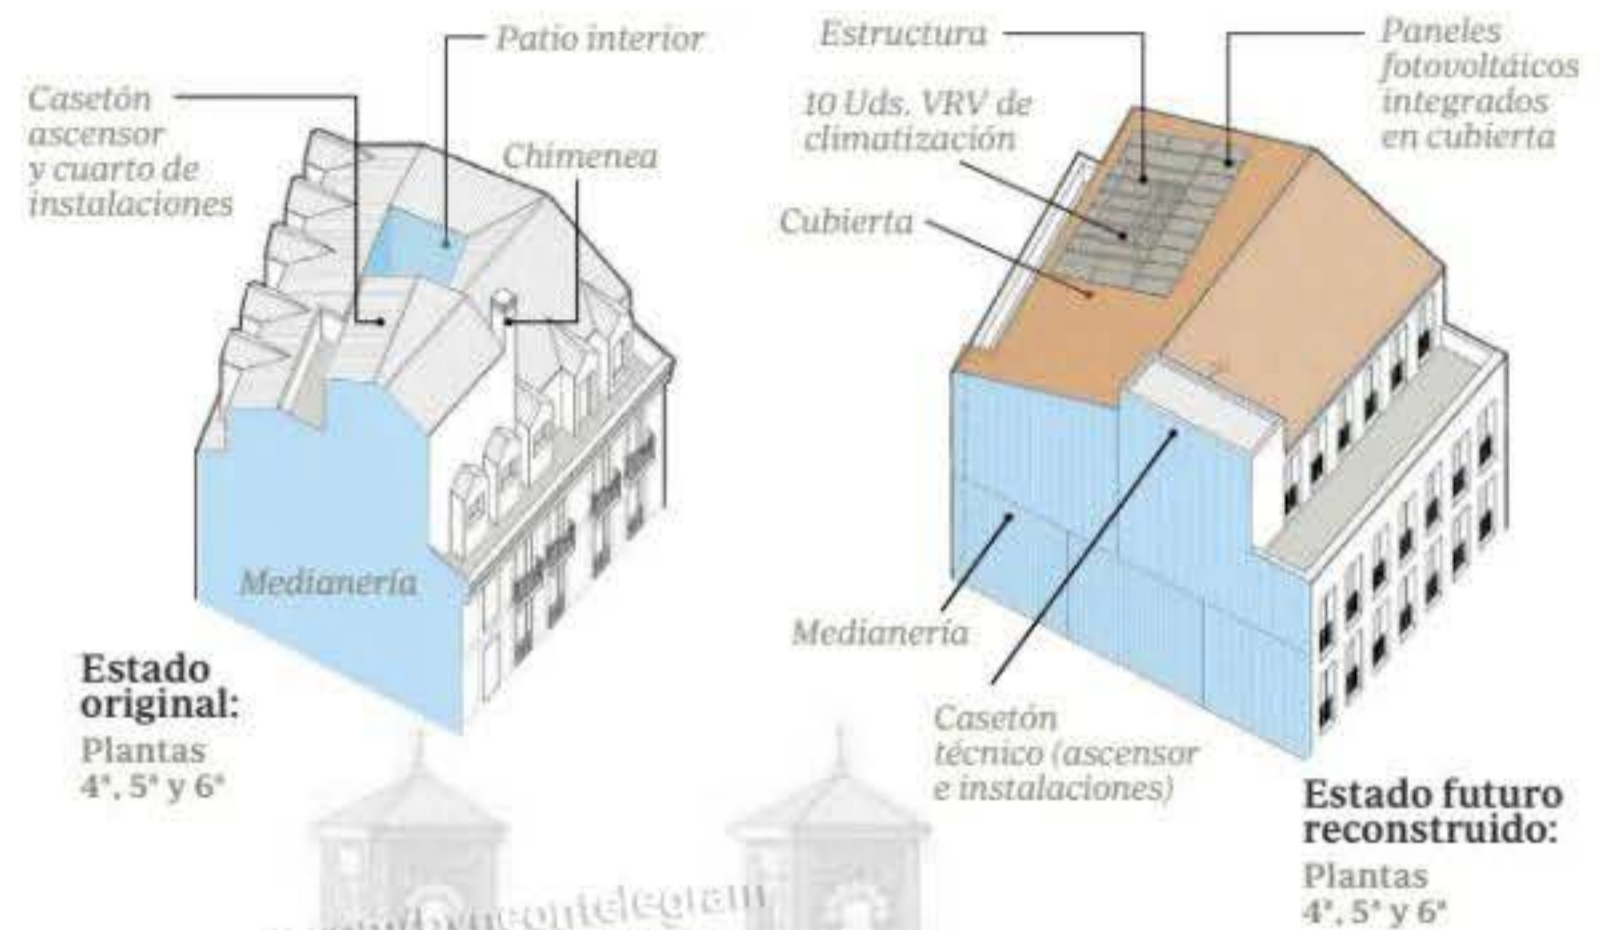 Patio interior
Casetón
ascensor
y cuarto de
instalaciones
Chimenea
Medianería
Estado
original:
Plantas
4ª, 5ª y 6ª
Estructura
10 Uds. VRV de
climatización
Cubierta
Paneles
fotovoltáicos
integrados
en cubierta
Medianería
Casetón
técnico (ascensor
e instalaciones)
Estado futuro
reconstruido:
Plantas
4ª, 5ª y 6ª